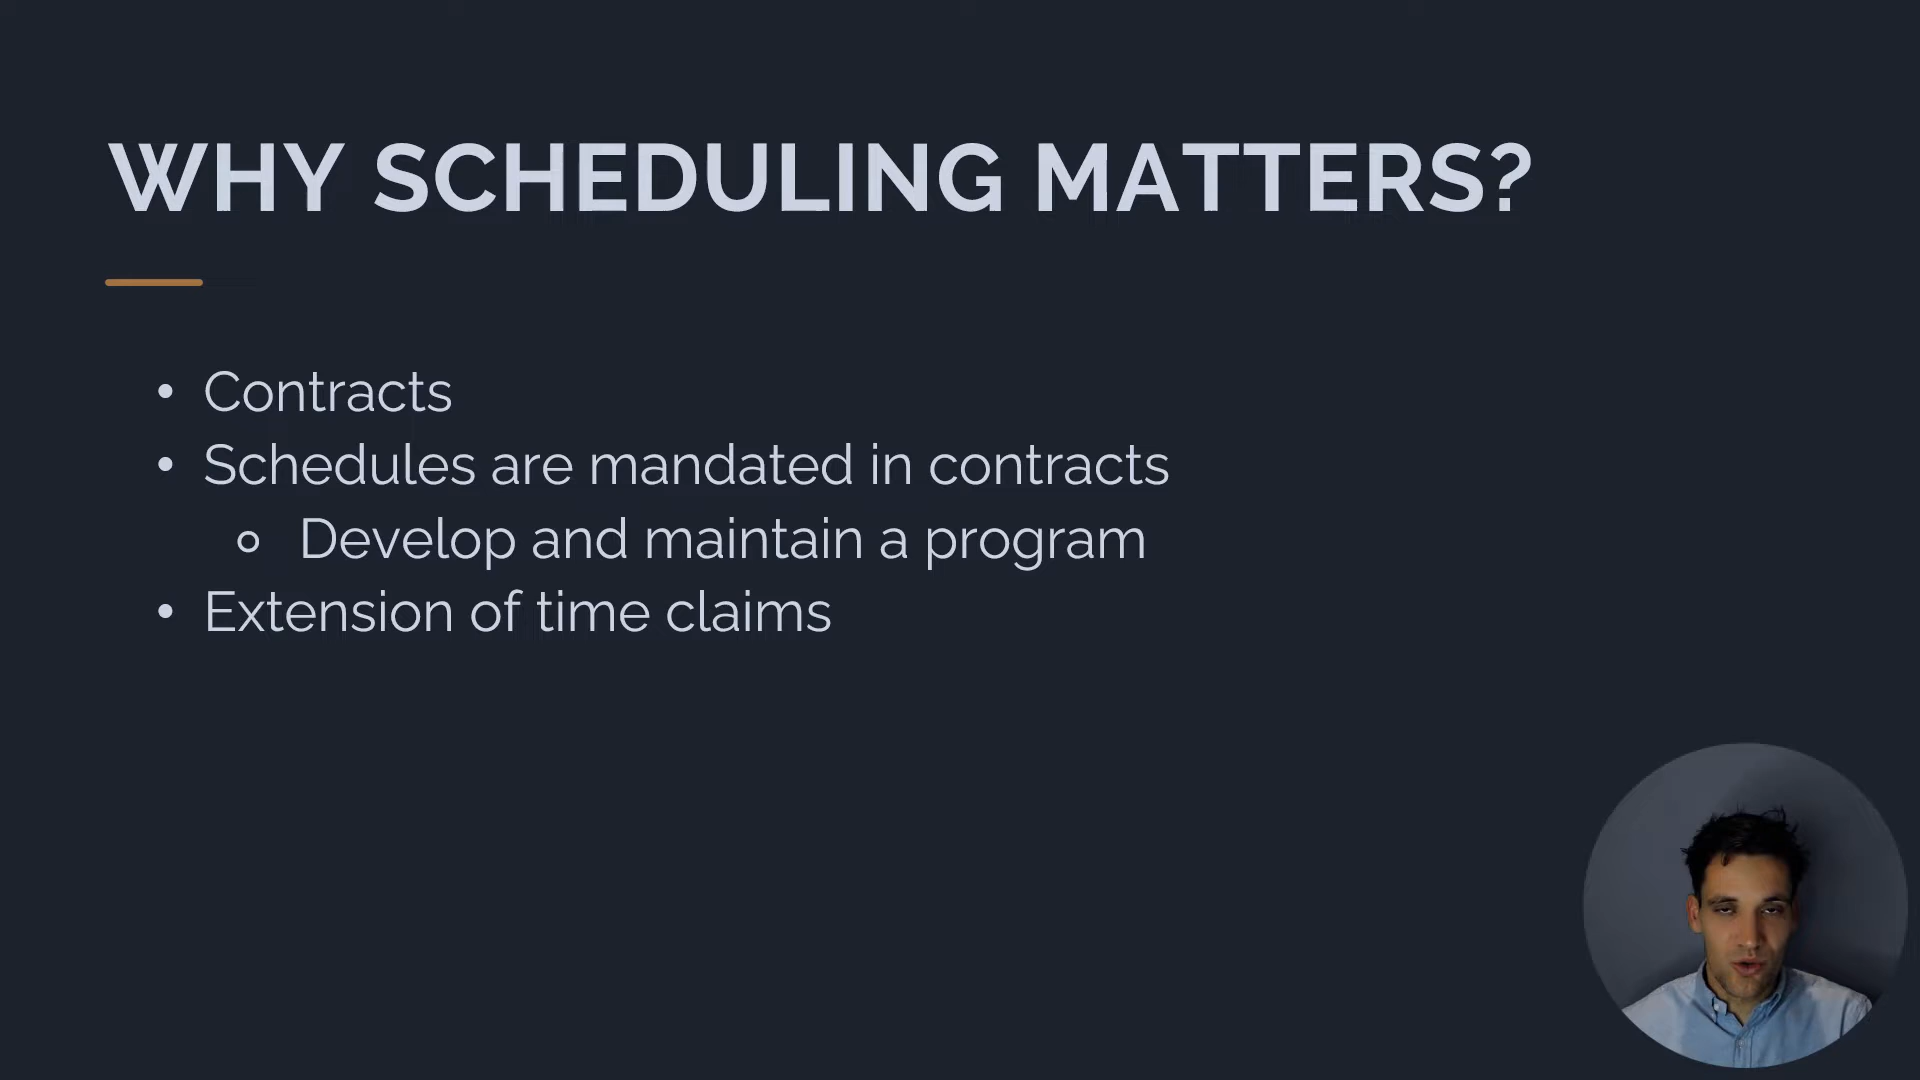 WHY SCHEDULING MATTERS?
• Contracts
• Schedules are mandated in contracts
○ Develop and maintain a program
• Extension of time claims